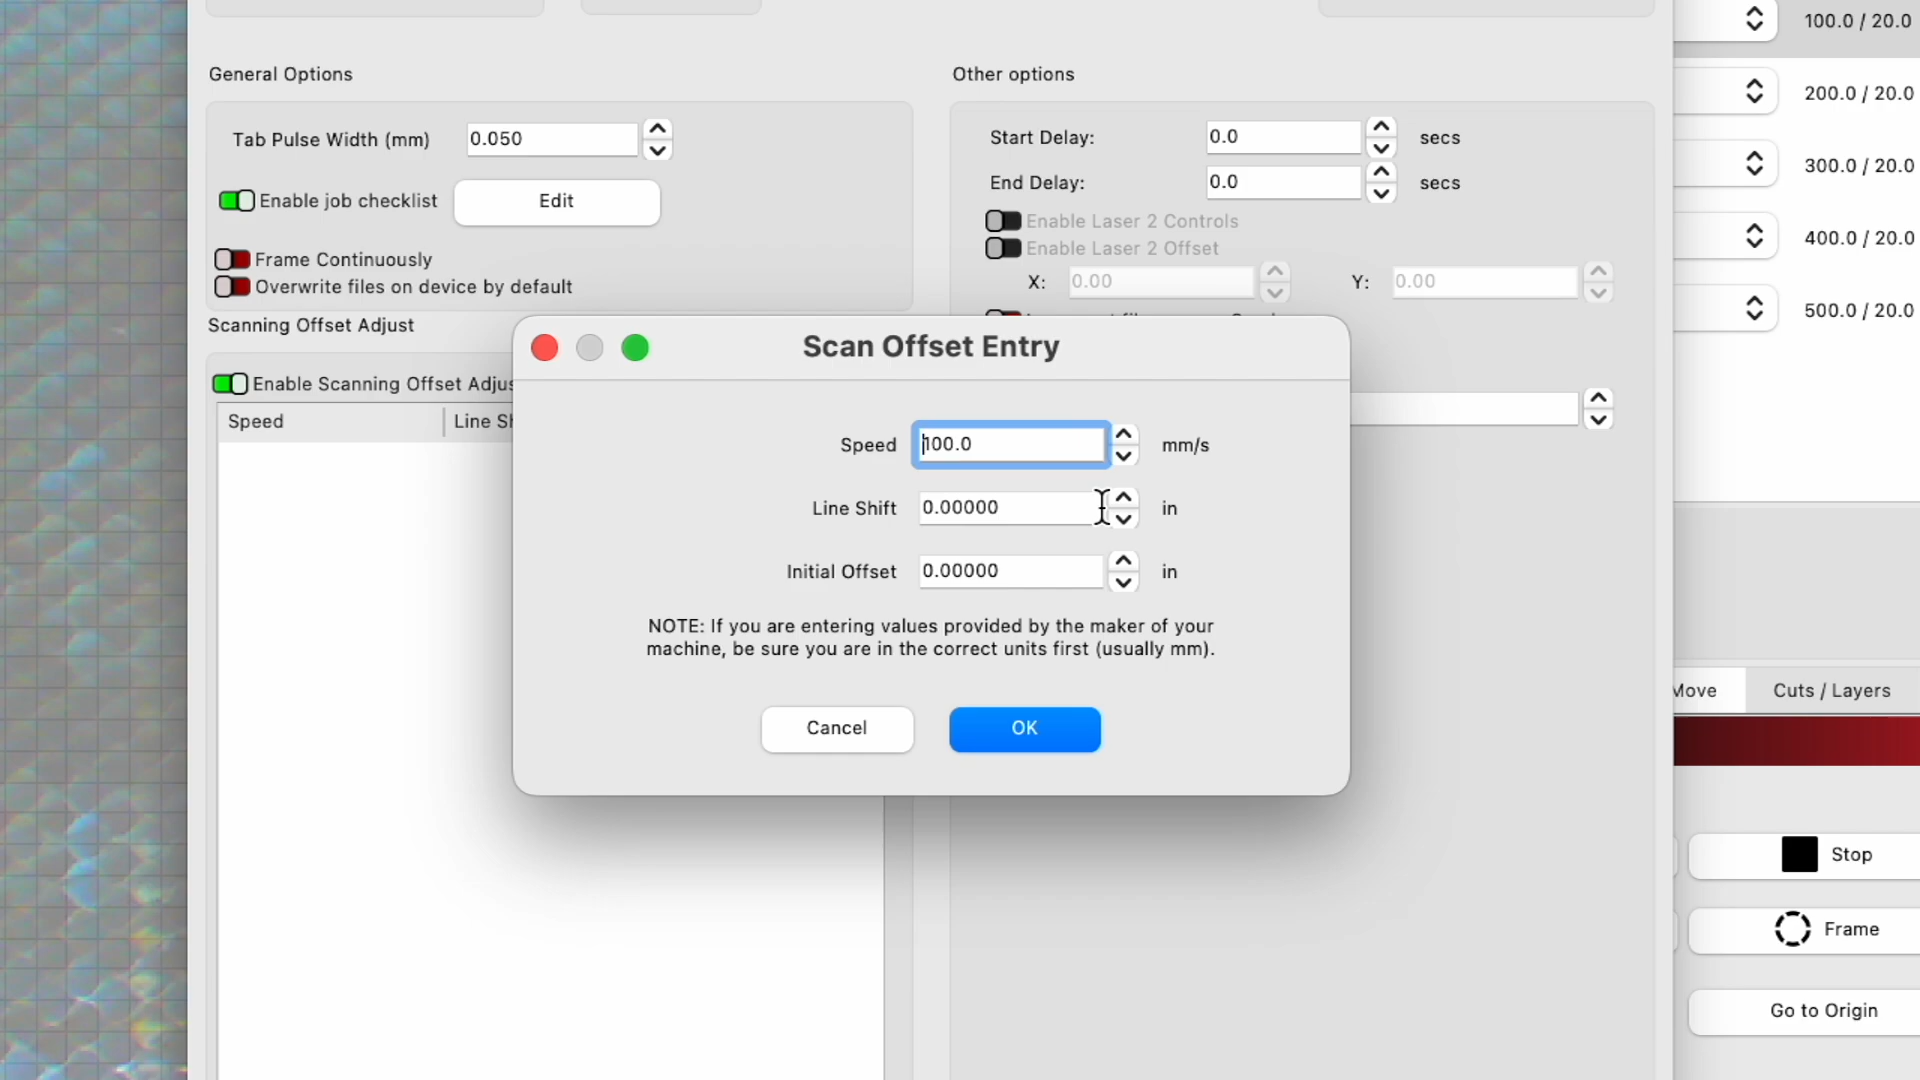 100.0 / 20.0
General Options
Other options
200.0 / 20.0
Tab Pulse Width (mm) 0.050
Start Delay: 0.0 secs
300.0 / 20.0
End Delay: 0.0 secs
Enable job checklist Edit
Enable Laser 2 Controls
400.0 / 20.0
Frame Continuously
Enable Laser 2 Offset
Overwrite files on device by default
X: 0.00 Y: 0.00
500.0 / 20.0
Scanning Offset Adjust
Scan Offset Entry
Enable Scanning Offset Adjus
Speed Line Sh
Speed 100.0 mm/s
Line Shift 0.00000 in
Initial Offset 0.00000 in
NOTE: If you are entering values provided by the maker of your
machine, be sure you are in the correct units first (usually mm).
Move Cuts / Layers
Cancel OK
Stop
Frame
Go to Origin